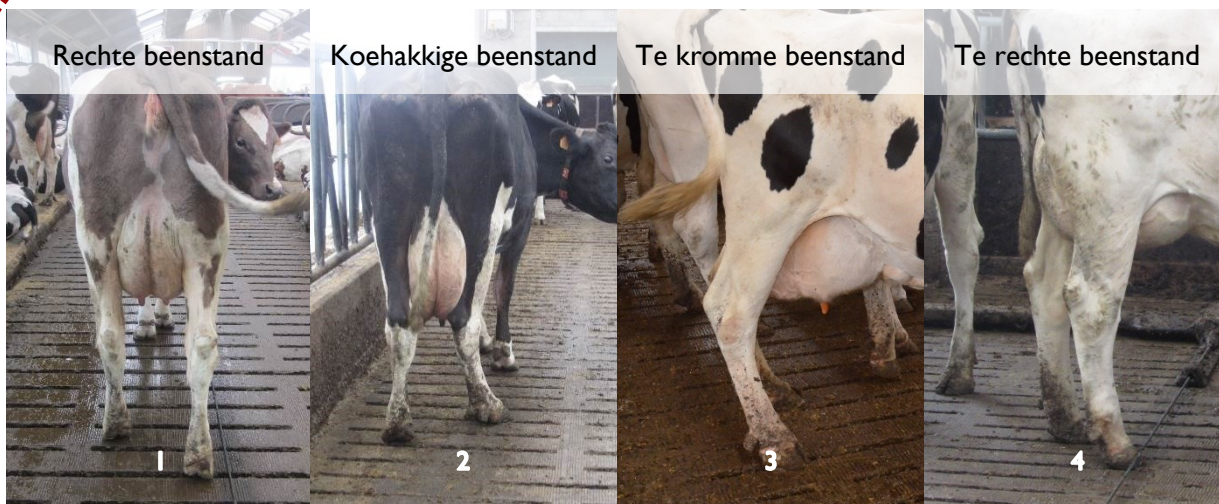 Rechte beenstand
Koehakkige beenstand
Te kromme beenstand
Te rechte beenstand
1
2
3
4